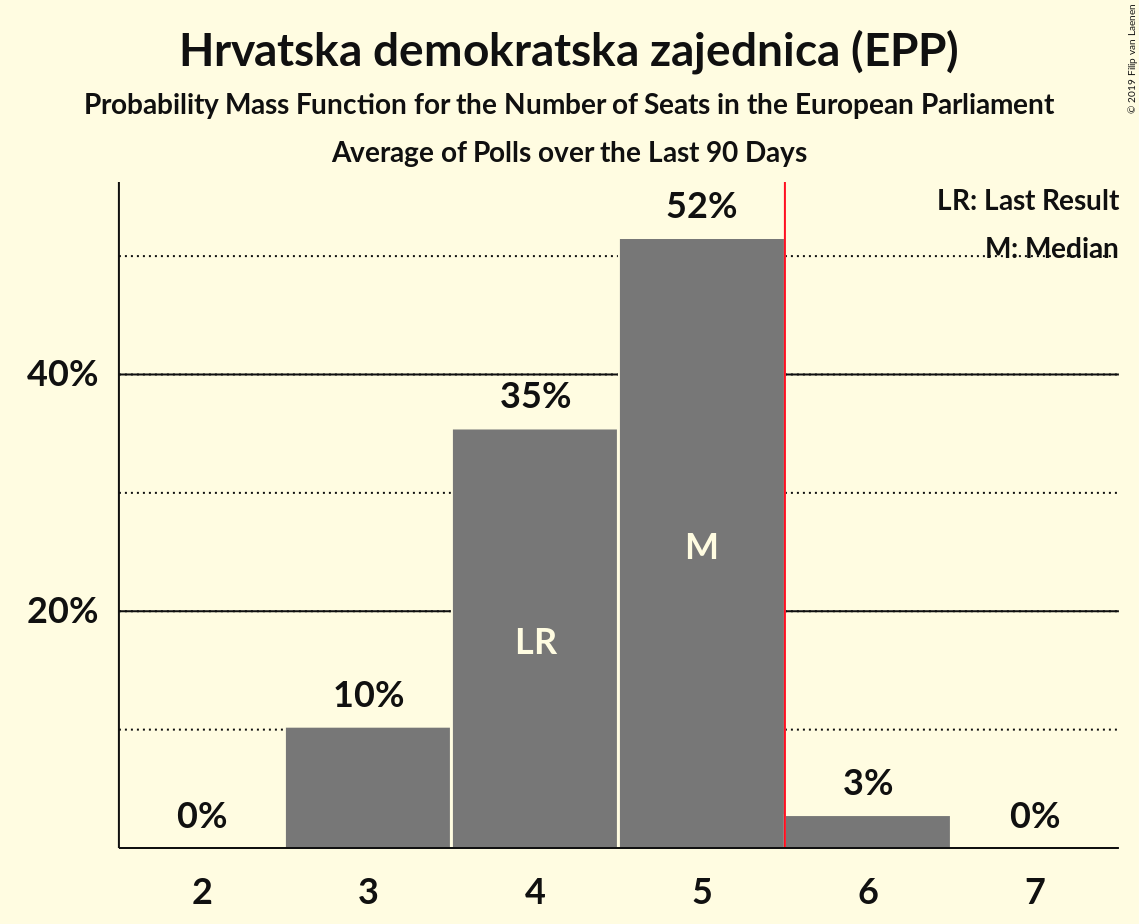 Hrvatska demokratska zajednica (EPP)
Probability Mass Function for the Number of Seats in the European Parliament
Average of Polls over the Last 90 Days
© 2019 Filip van Laenen
LR: Last Result
M: Median
52%
40%
35%
M
20%
LR
10%
3%
0%
0%
2 3 4 5 6 7